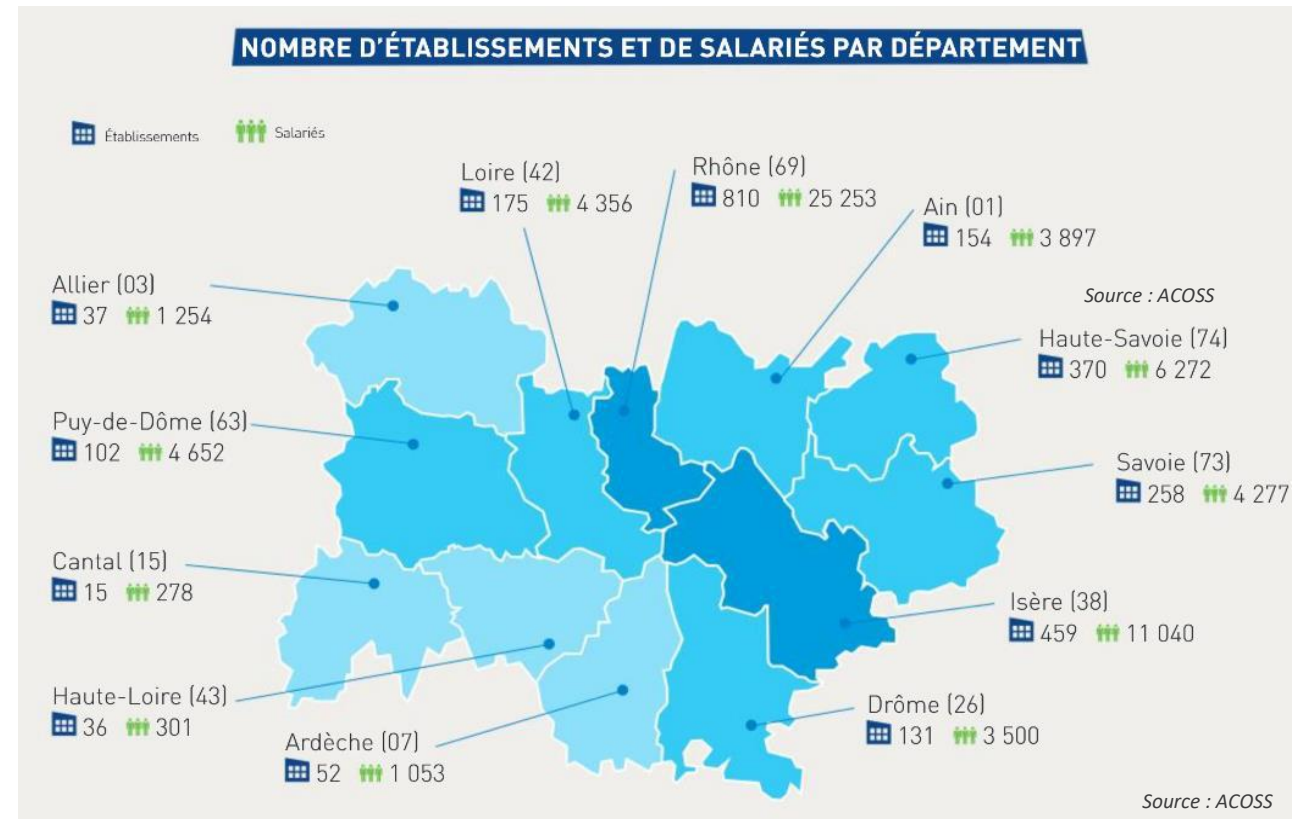 NOMBRE D'ÉTABLISSEMENTS ET DE SALARIÉS PAR DÉPARTEMENT
Établissements Salariés
Loire (42)
175 4 356
Rhône (69)
810 25 253
Ain (01)
154 3 897
Allier (03)
37 1 254
Source : ACOSS
Haute-Savoie (74)
370 6 272
Puy-de-Dôme (63)
102 4 652
Savoie (73)
258 4 277
Cantal (15)
15 278
Isère (38)
459 11 040
Haute-Loire (43)
36 301
Ardèche (07)
52 1 053
Drôme (26)
131 3 500
Source : ACOSS